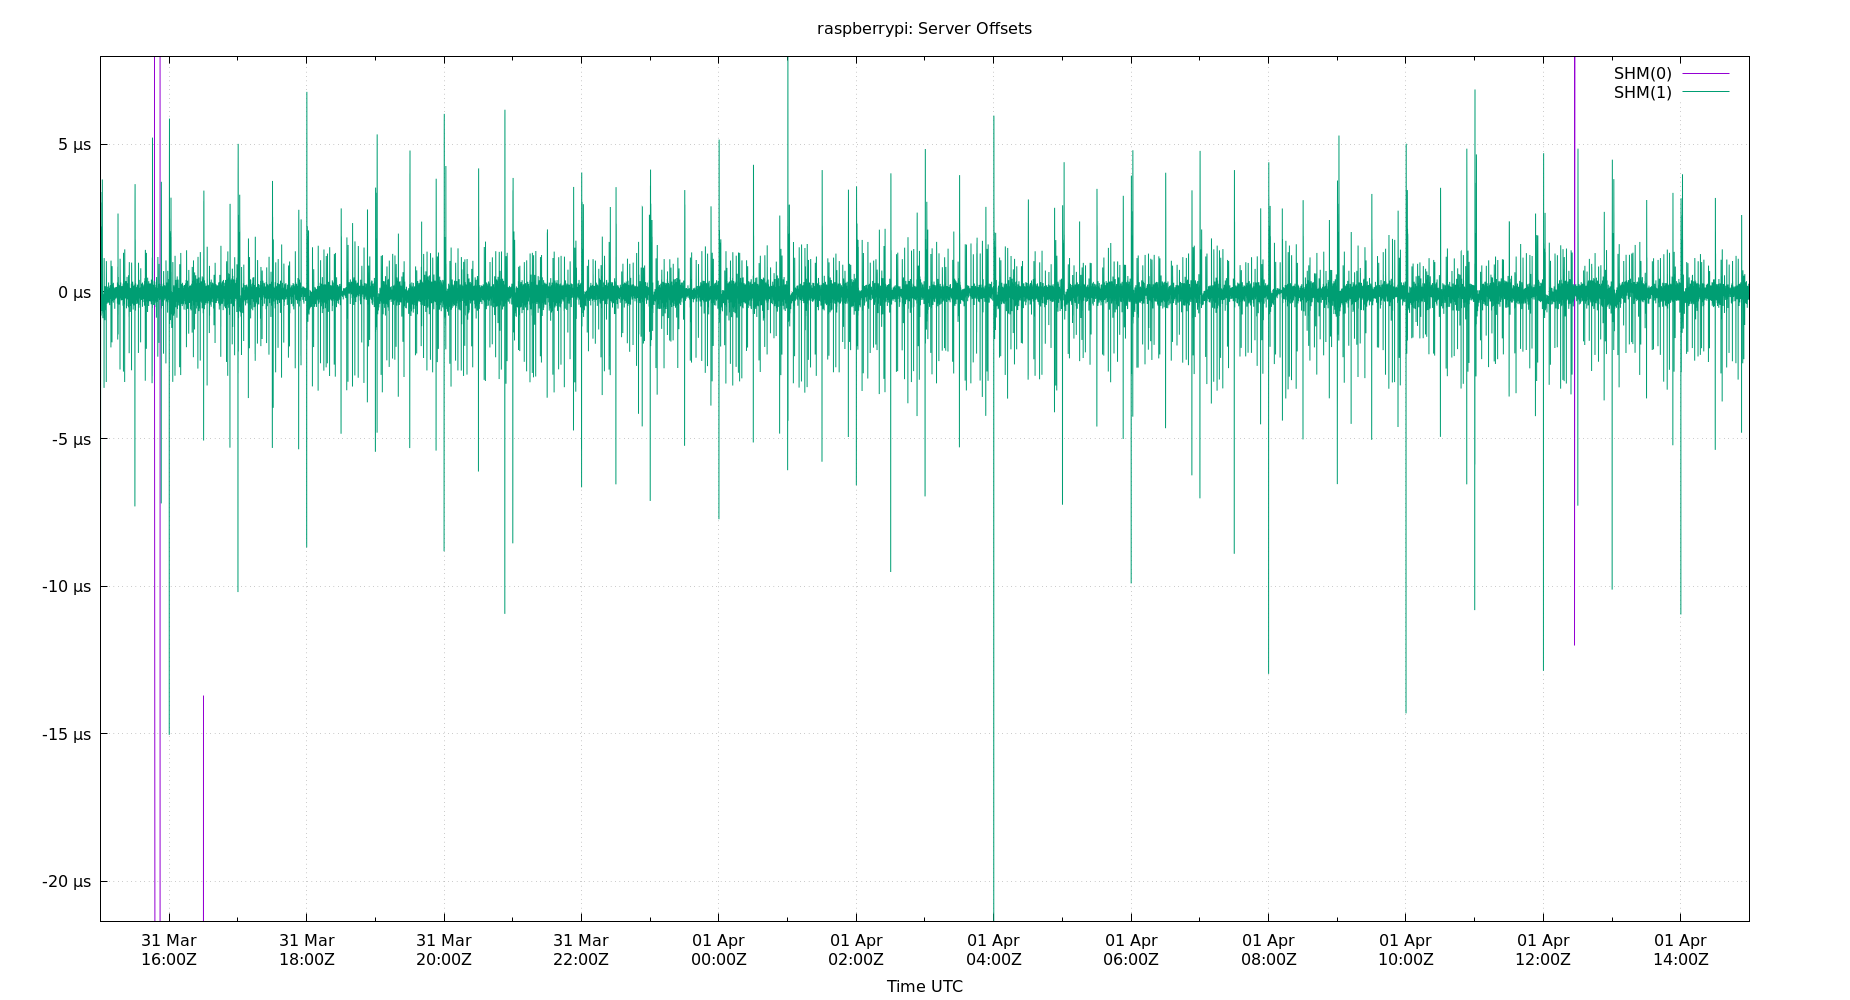 raspberrypi: Server Offsets
SHM(0)
SHM(1)
5 µs
0 µs
-5 µs
-10 µs
-15 µs
-20 µs
31 Mar 31 Mar 31 Mar 31 Mar 01 Apr 01 Apr 01 Apr 01 Apr 01 Apr 01 Apr 01 Apr 01 Apr
16:00Z 18:00Z 20:00Z 22:00Z 00:00Z 02:00Z 04:00Z 06:00Z 08:00Z 10:00Z 12:00Z 14:00Z
Time UTC